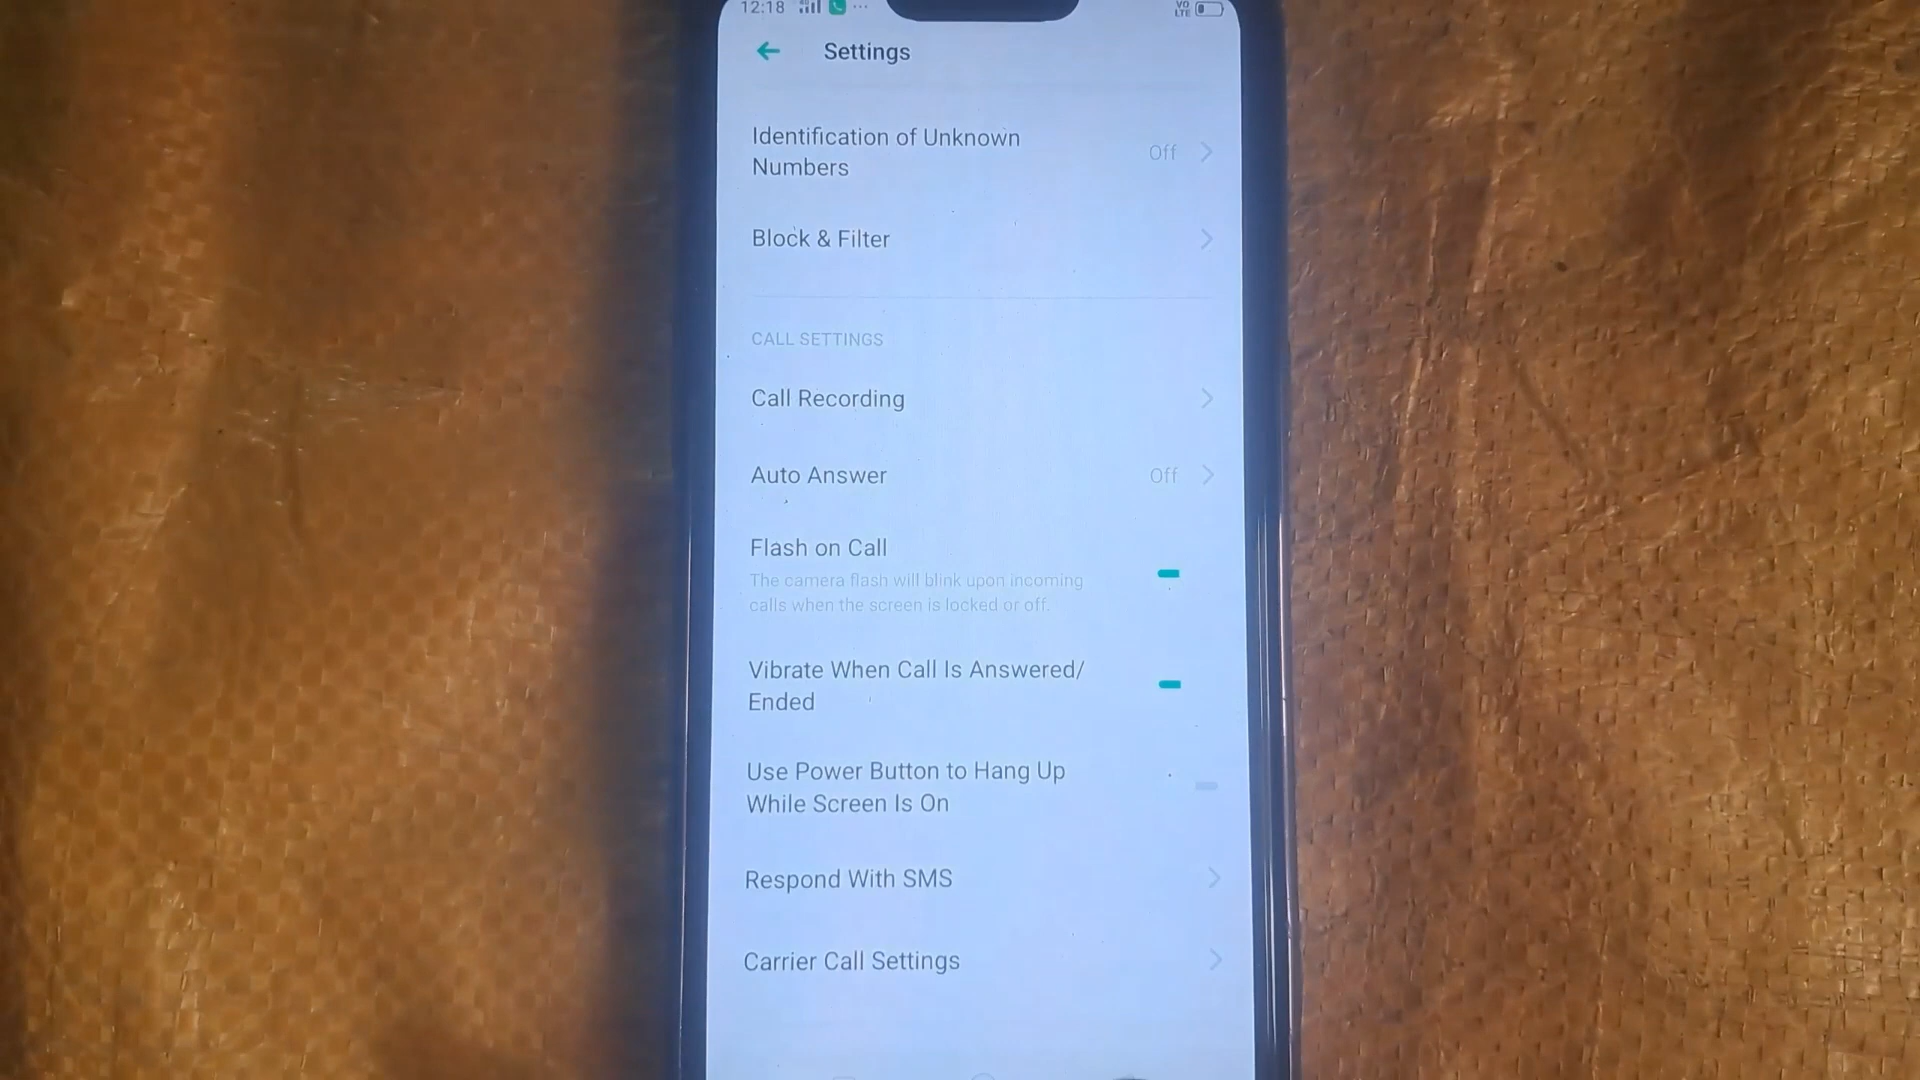 12:18
VO
LTE
Settings
Identification of Unknown
Numbers
Off
Block & Filter
CALL SETTINGS
Call Recording
Auto Answer
Off
Flash on Call
The camera flash will blink upon incoming
calls when the screen is locked or off.
Vibrate When Call Is Answered/
Ended
Use Power Button to Hang Up
While Screen Is On
Respond With SMS
Carrier Call Settings